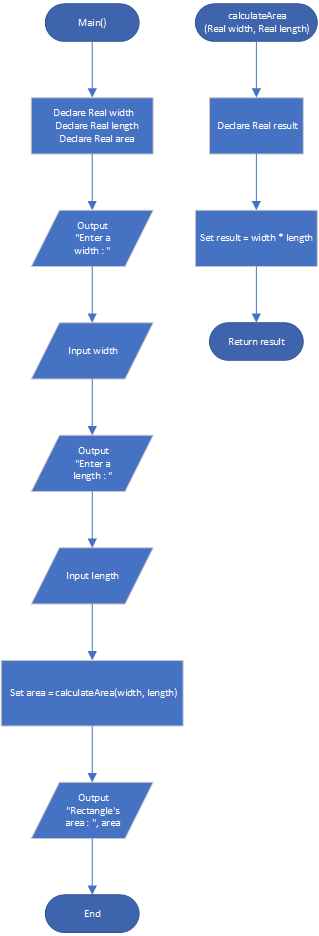 Main()
Declare Real width
Declare Real length
Declare Real area
Output
"Enter a
width : "
Input width
Output
"Enter a
length : "
Input length
Set area = calculateArea(width, length)
Output
"Rectangle's
area : ", area
End
calculateArea
(Real width, Real length)
Declare Real result
Set result = width * length
Return result